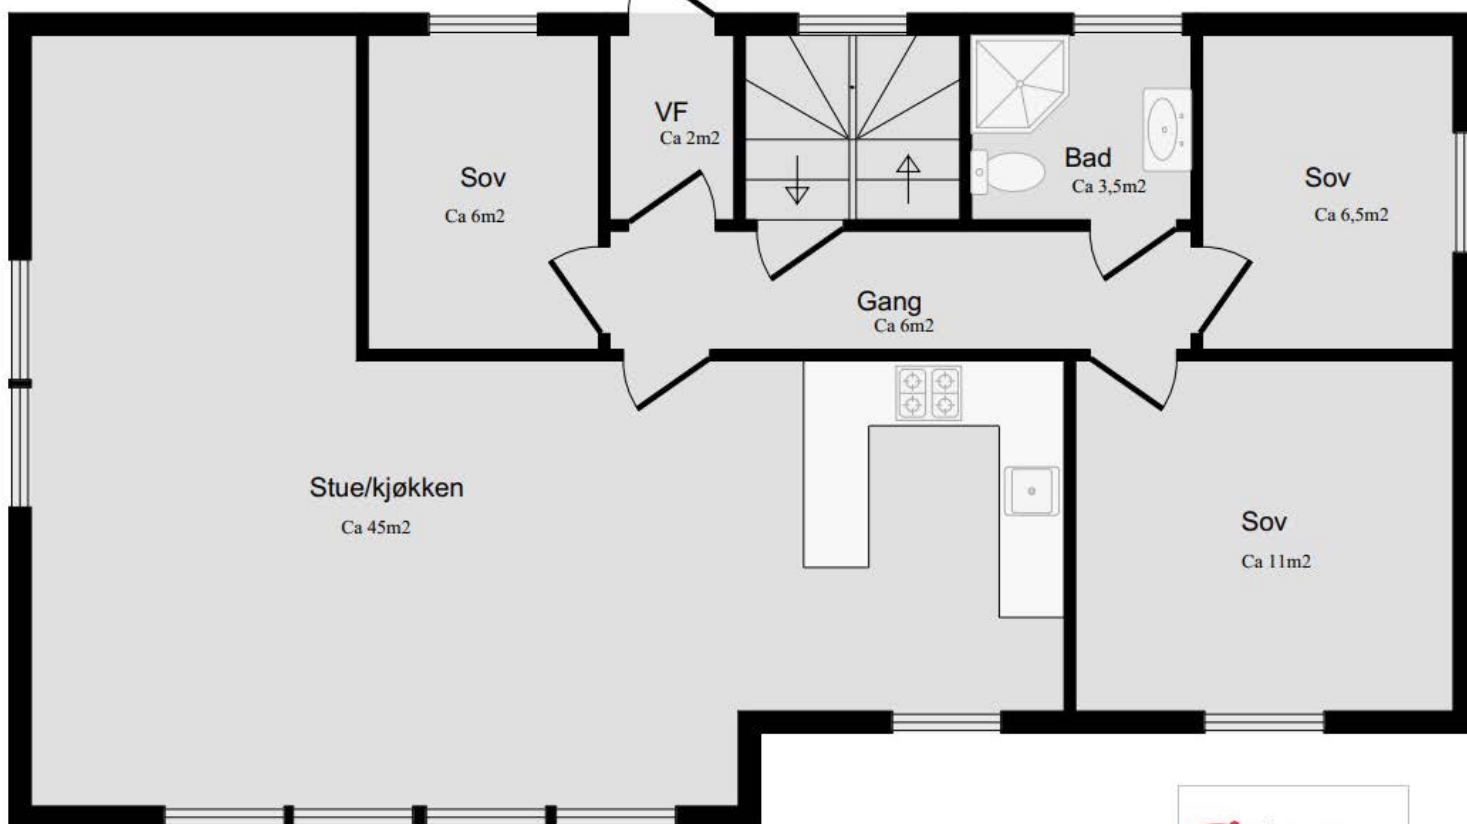 VF
Ca 2m2
Sov
Ca 6m2
Bad
Ca 3,5m2
Sov
Ca 6,5m2
Gang
Ca 6m2
Stue/kjøkken
Ca 45m2
Sov
Ca 11m2